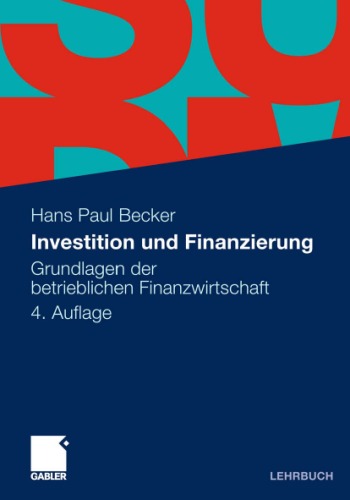 Hans Paul Becker
Investition und Finanzierung
Grundlagen der
betrieblichen Finanzwirtschaft
4. Auflage
GABLER
LEHRBUCH